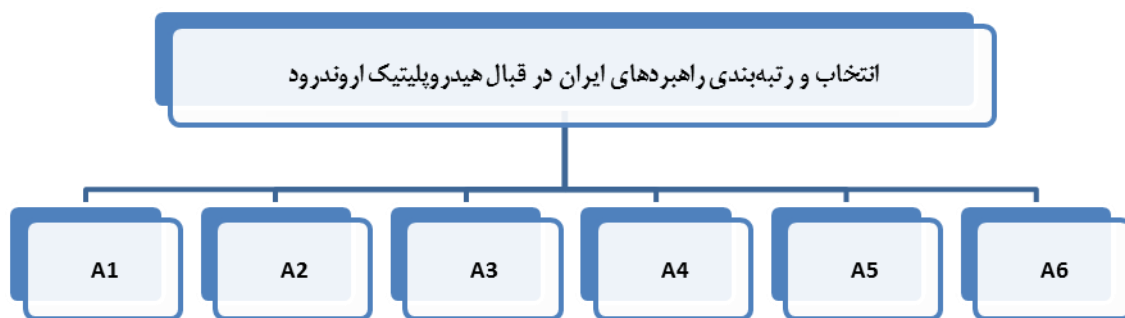 انتخاب و رتبه‌بندی راهبردهای ایران در قبال هیدروپلیتیک اروندرود
A1 A2 A3 A4 A5 A6